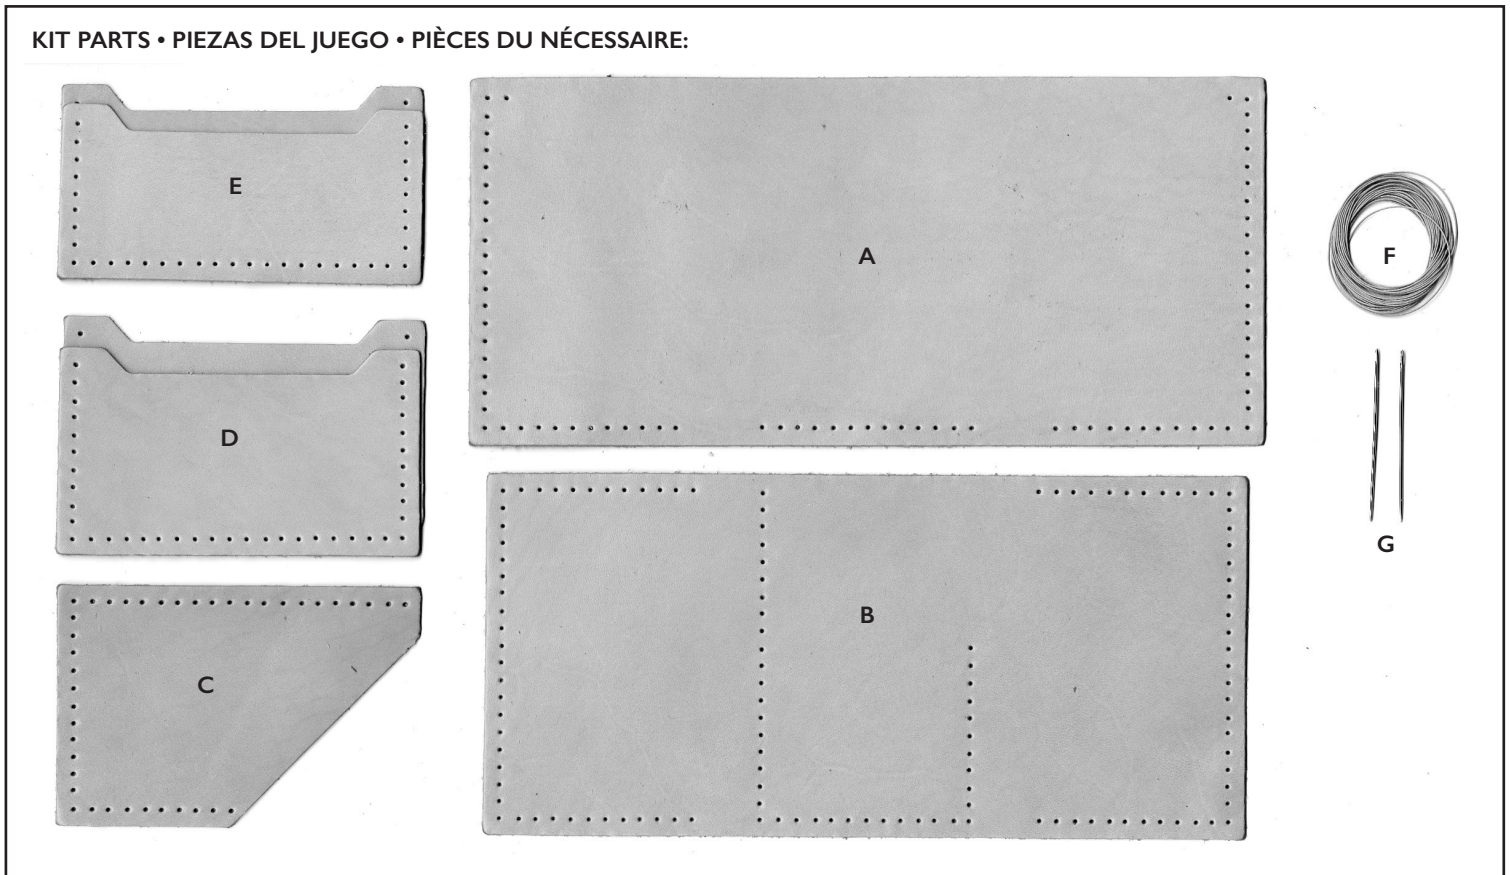 KIT PARTS • PIEZAS DEL JUEGO • PIÈCES DU NÉCESSAIRE:
E
A
F
D
G
B
C